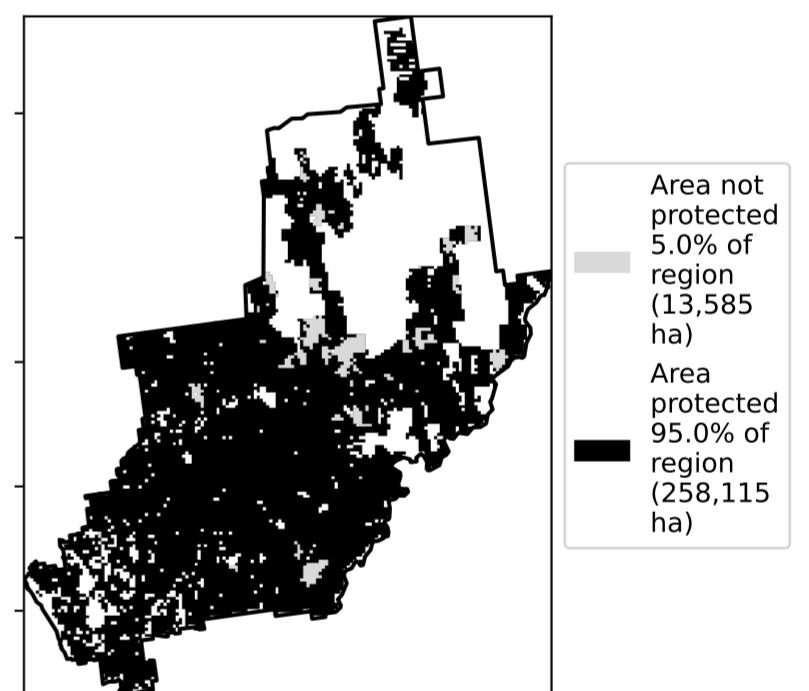 Area not
protected
5.0% of
region
(13,585
ha)
Area
protected
95.0% of
region
(258,115
ha)